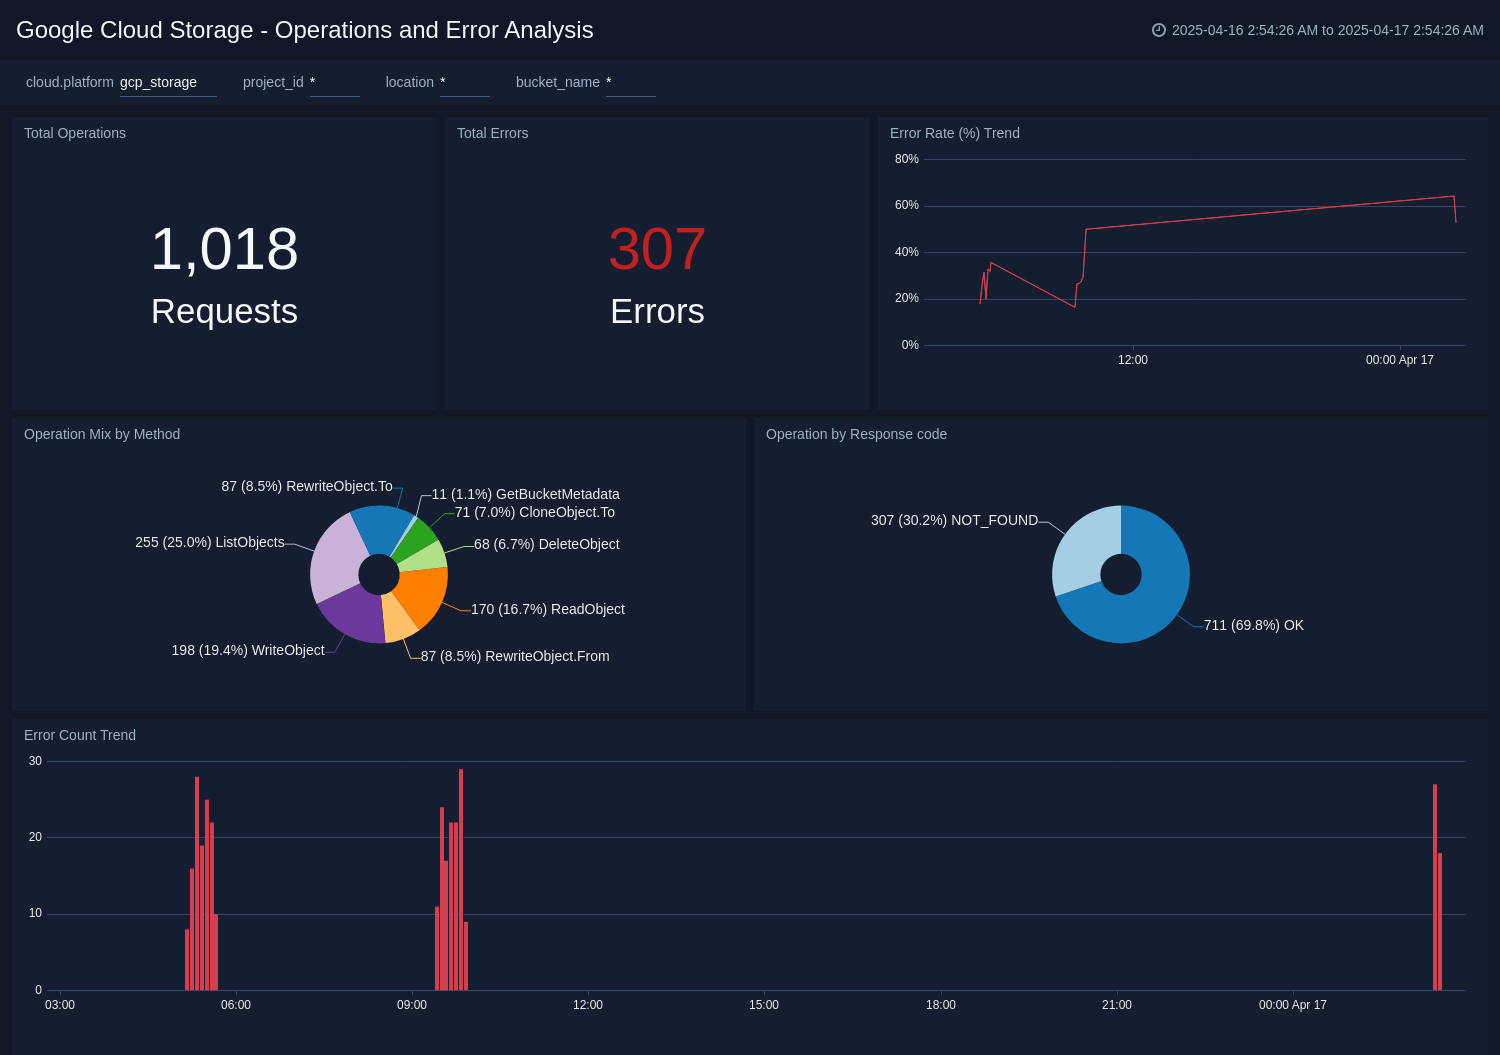 Google Cloud Storage - Operations and Error Analysis
2025-04-16 2:54:26 AM to 2025-04-17 2:54:26 AM
cloud.platform gcp_storage project_id * location * bucket_name *
Total Operations
1,018
Requests
Total Errors
307
Errors
Error Rate (%) Trend
80%
60%
40%
20%
0%
12:00 00:00 Apr 17
Operation Mix by Method
87 (8.5%) RewriteObject.To
11 (1.1%) GetBucketMetadata
71 (7.0%) CloneObject.To
255 (25.0%) ListObjects
68 (6.7%) DeleteObject
170 (16.7%) ReadObject
198 (19.4%) WriteObject
87 (8.5%) RewriteObject.From
Operation by Response code
307 (30.2%) NOT_FOUND
711 (69.8%) OK
Error Count Trend
30
20
10
0
03:00 06:00 09:00 12:00 15:00 18:00 21:00 00:00 Apr 17